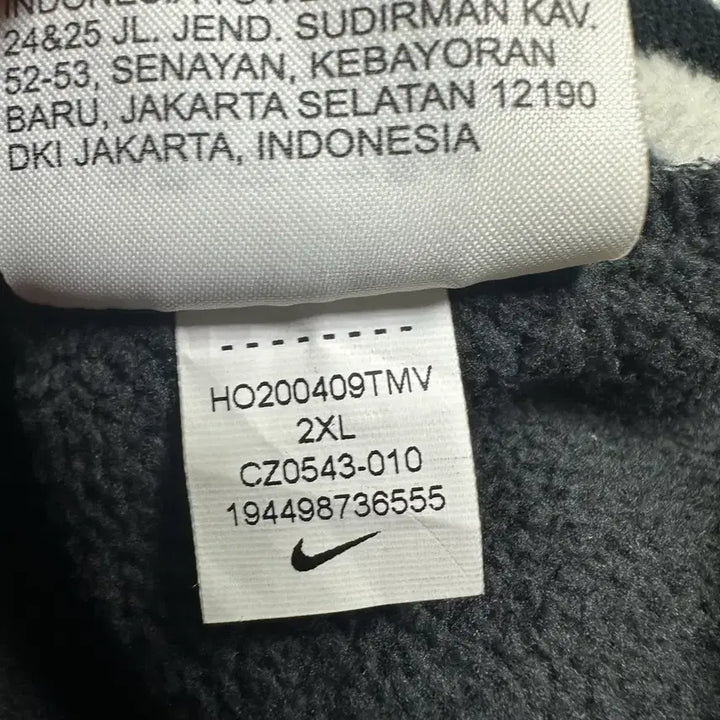 INDONESIA
24&25 JL. JEND. SUDIRMAN KAV.
52-53, SENAYAN, KEBAYORAN
BARU, JAKARTA SELATAN 12190
DKI JAKARTA, INDONESIA
HO200409TMV
2XL
CZ0543-010
194498736555